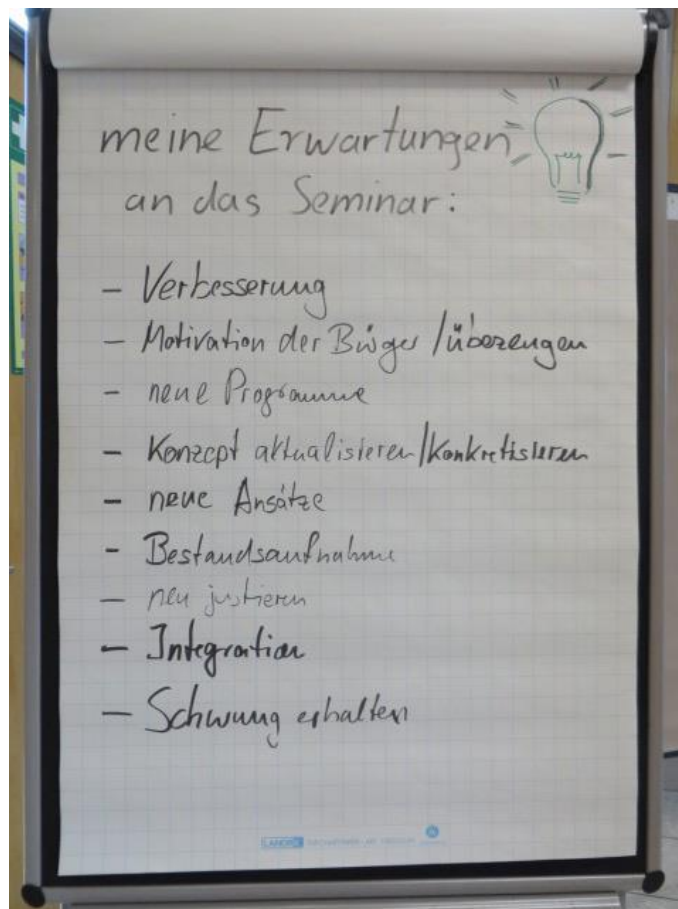 meine Erwartungen
an das Seminar:
- Verbesserung
- Motivation der Bürger / überzeugen
- neue Programme
- Konzept aktualisieren/konkretisieren
- neue Ansätze
- Bestandsaufnahme
- neu justieren
- Integration
- Schwung erhalten